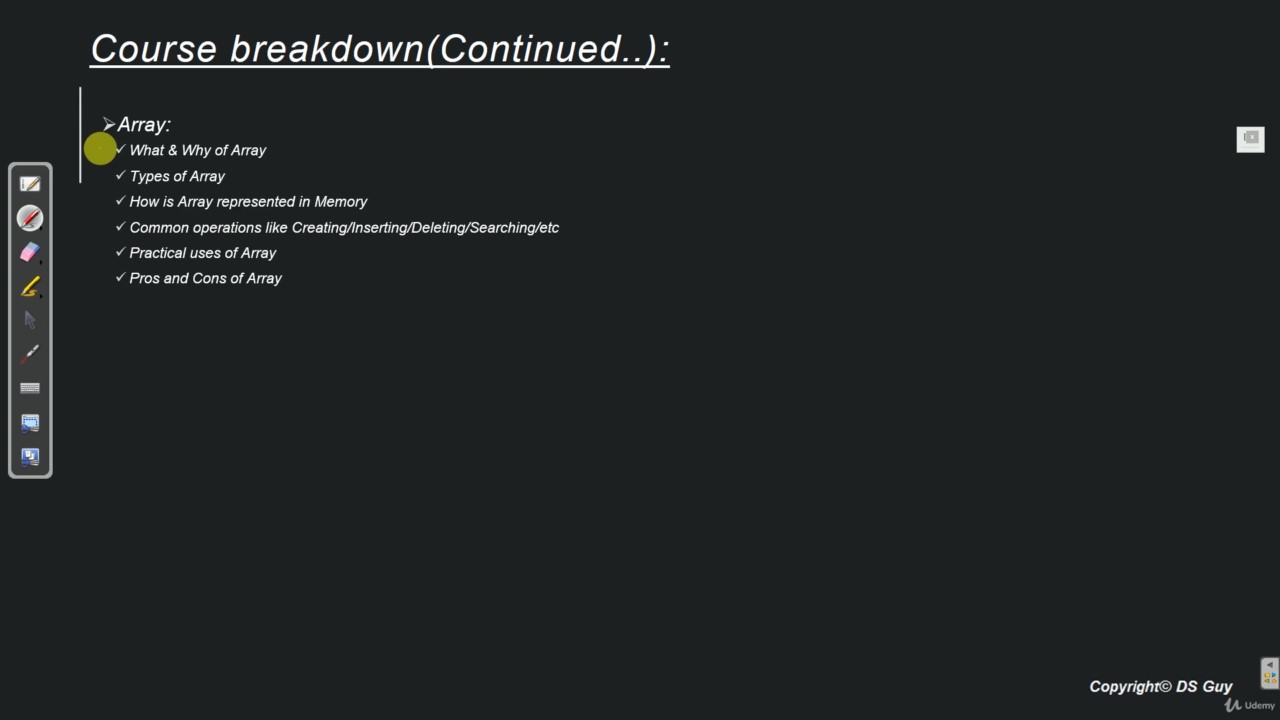 Course breakdown(Continued..):
➢Array:
✓ What & Why of Array
✓ Types of Array
✓ How is Array represented in Memory
✓ Common operations like Creating/Inserting/Deleting/Searching/etc
✓ Practical uses of Array
✓ Pros and Cons of Array
Copyright© DS Guy
Udemy